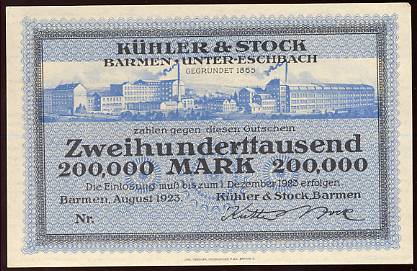 KÜHLER & STOCK
BARMEN - UNTER-ESCHBACH
GEGRÜNDET 1865
zahlen gegen diesen Gutschein
Zweihunderttausend
200,000 MARK 200,000
Die Einlösung muß bis zum 1. Dezember 1923 erfolgen
Barmen, August 1923. Kühler & Stock, Barmen
Nr.